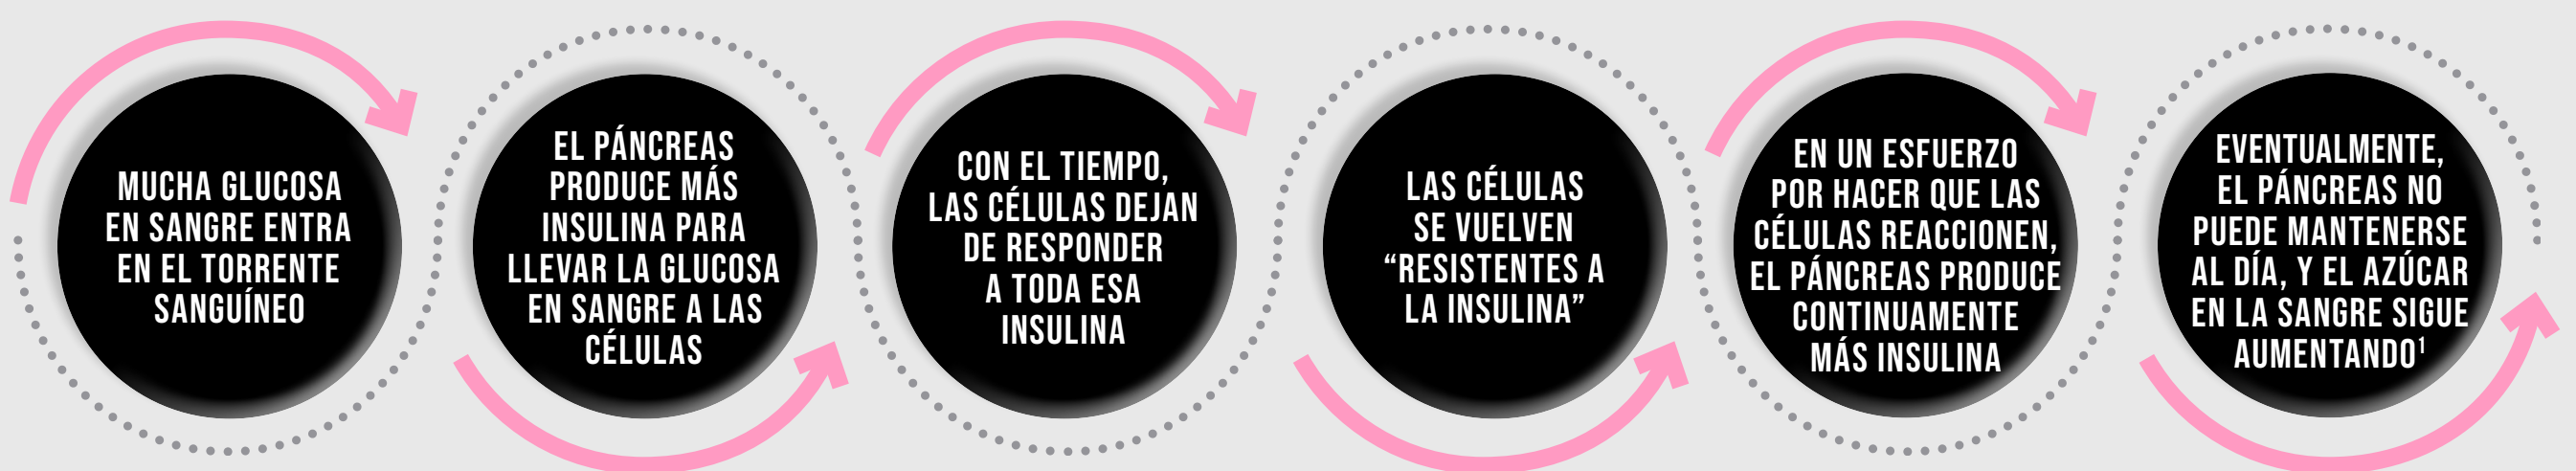 MUCHA GLUCOSA
EN SANGRE ENTRA
EN EL TORRENTE
SANGUÍNEO
EL PÁNCREAS
PRODUCE MÁS
INSULINA PARA
LLEVAR LA GLUCOSA
EN SANGRE A LAS
CÉLULAS
CON EL TIEMPO,
LAS CÉLULAS DEJAN
DE RESPONDER
A TODA ESA
INSULINA
LAS CÉLULAS
SE VUELVEN
“RESISTENTES A
LA INSULINA”
EN UN ESFUERZO
POR HACER QUE LAS
CÉLULAS REACCIONEN,
EL PÁNCREAS PRODUCE
CONTINUAMENTE
MÁS INSULINA
EVENTUALMENTE,
EL PÁNCREAS NO
PUEDE MANTENERSE
AL DÍA, Y EL AZÚCAR
EN LA SANGRE SIGUE
AUMENTANDO¹